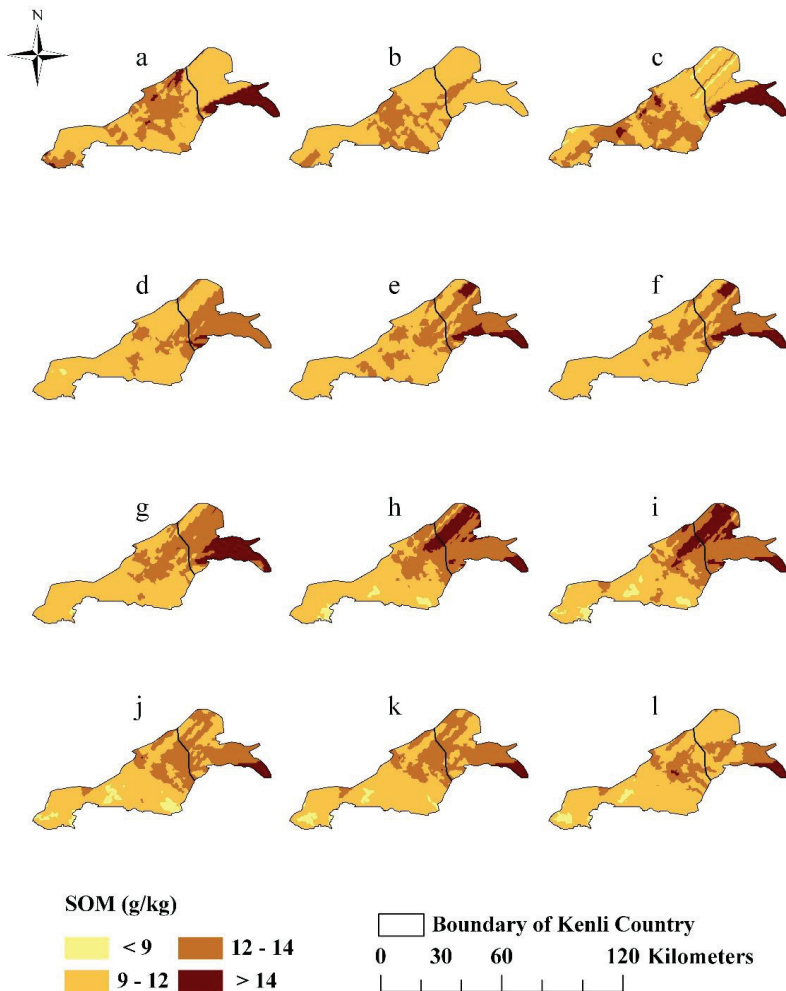 N
a b c
d e f
g h i
j k l
SOM (g/kg)
< 9 12 - 14
9 - 12 > 14
Boundary of Kenli Country
0 30 60 120 Kilometers